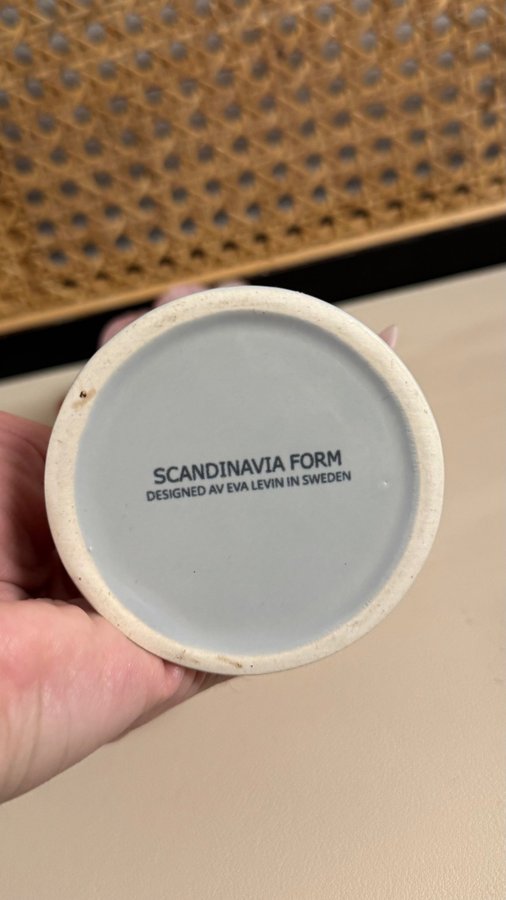 SCANDINAVIA FORM
DESIGNED AV EVA LEVIN IN SWEDEN